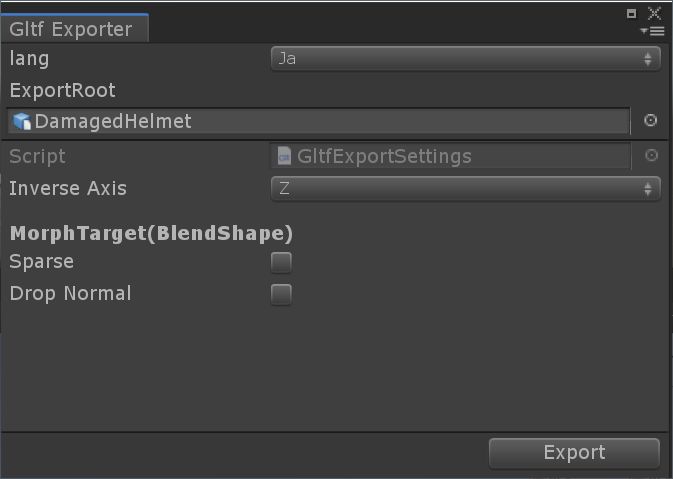 Gltf Exporter
lang Ja
ExportRoot
DamagedHelmet
Script GltfExportSettings
Inverse Axis Z
MorphTarget(BlendShape)
Sparse
Drop Normal
Export